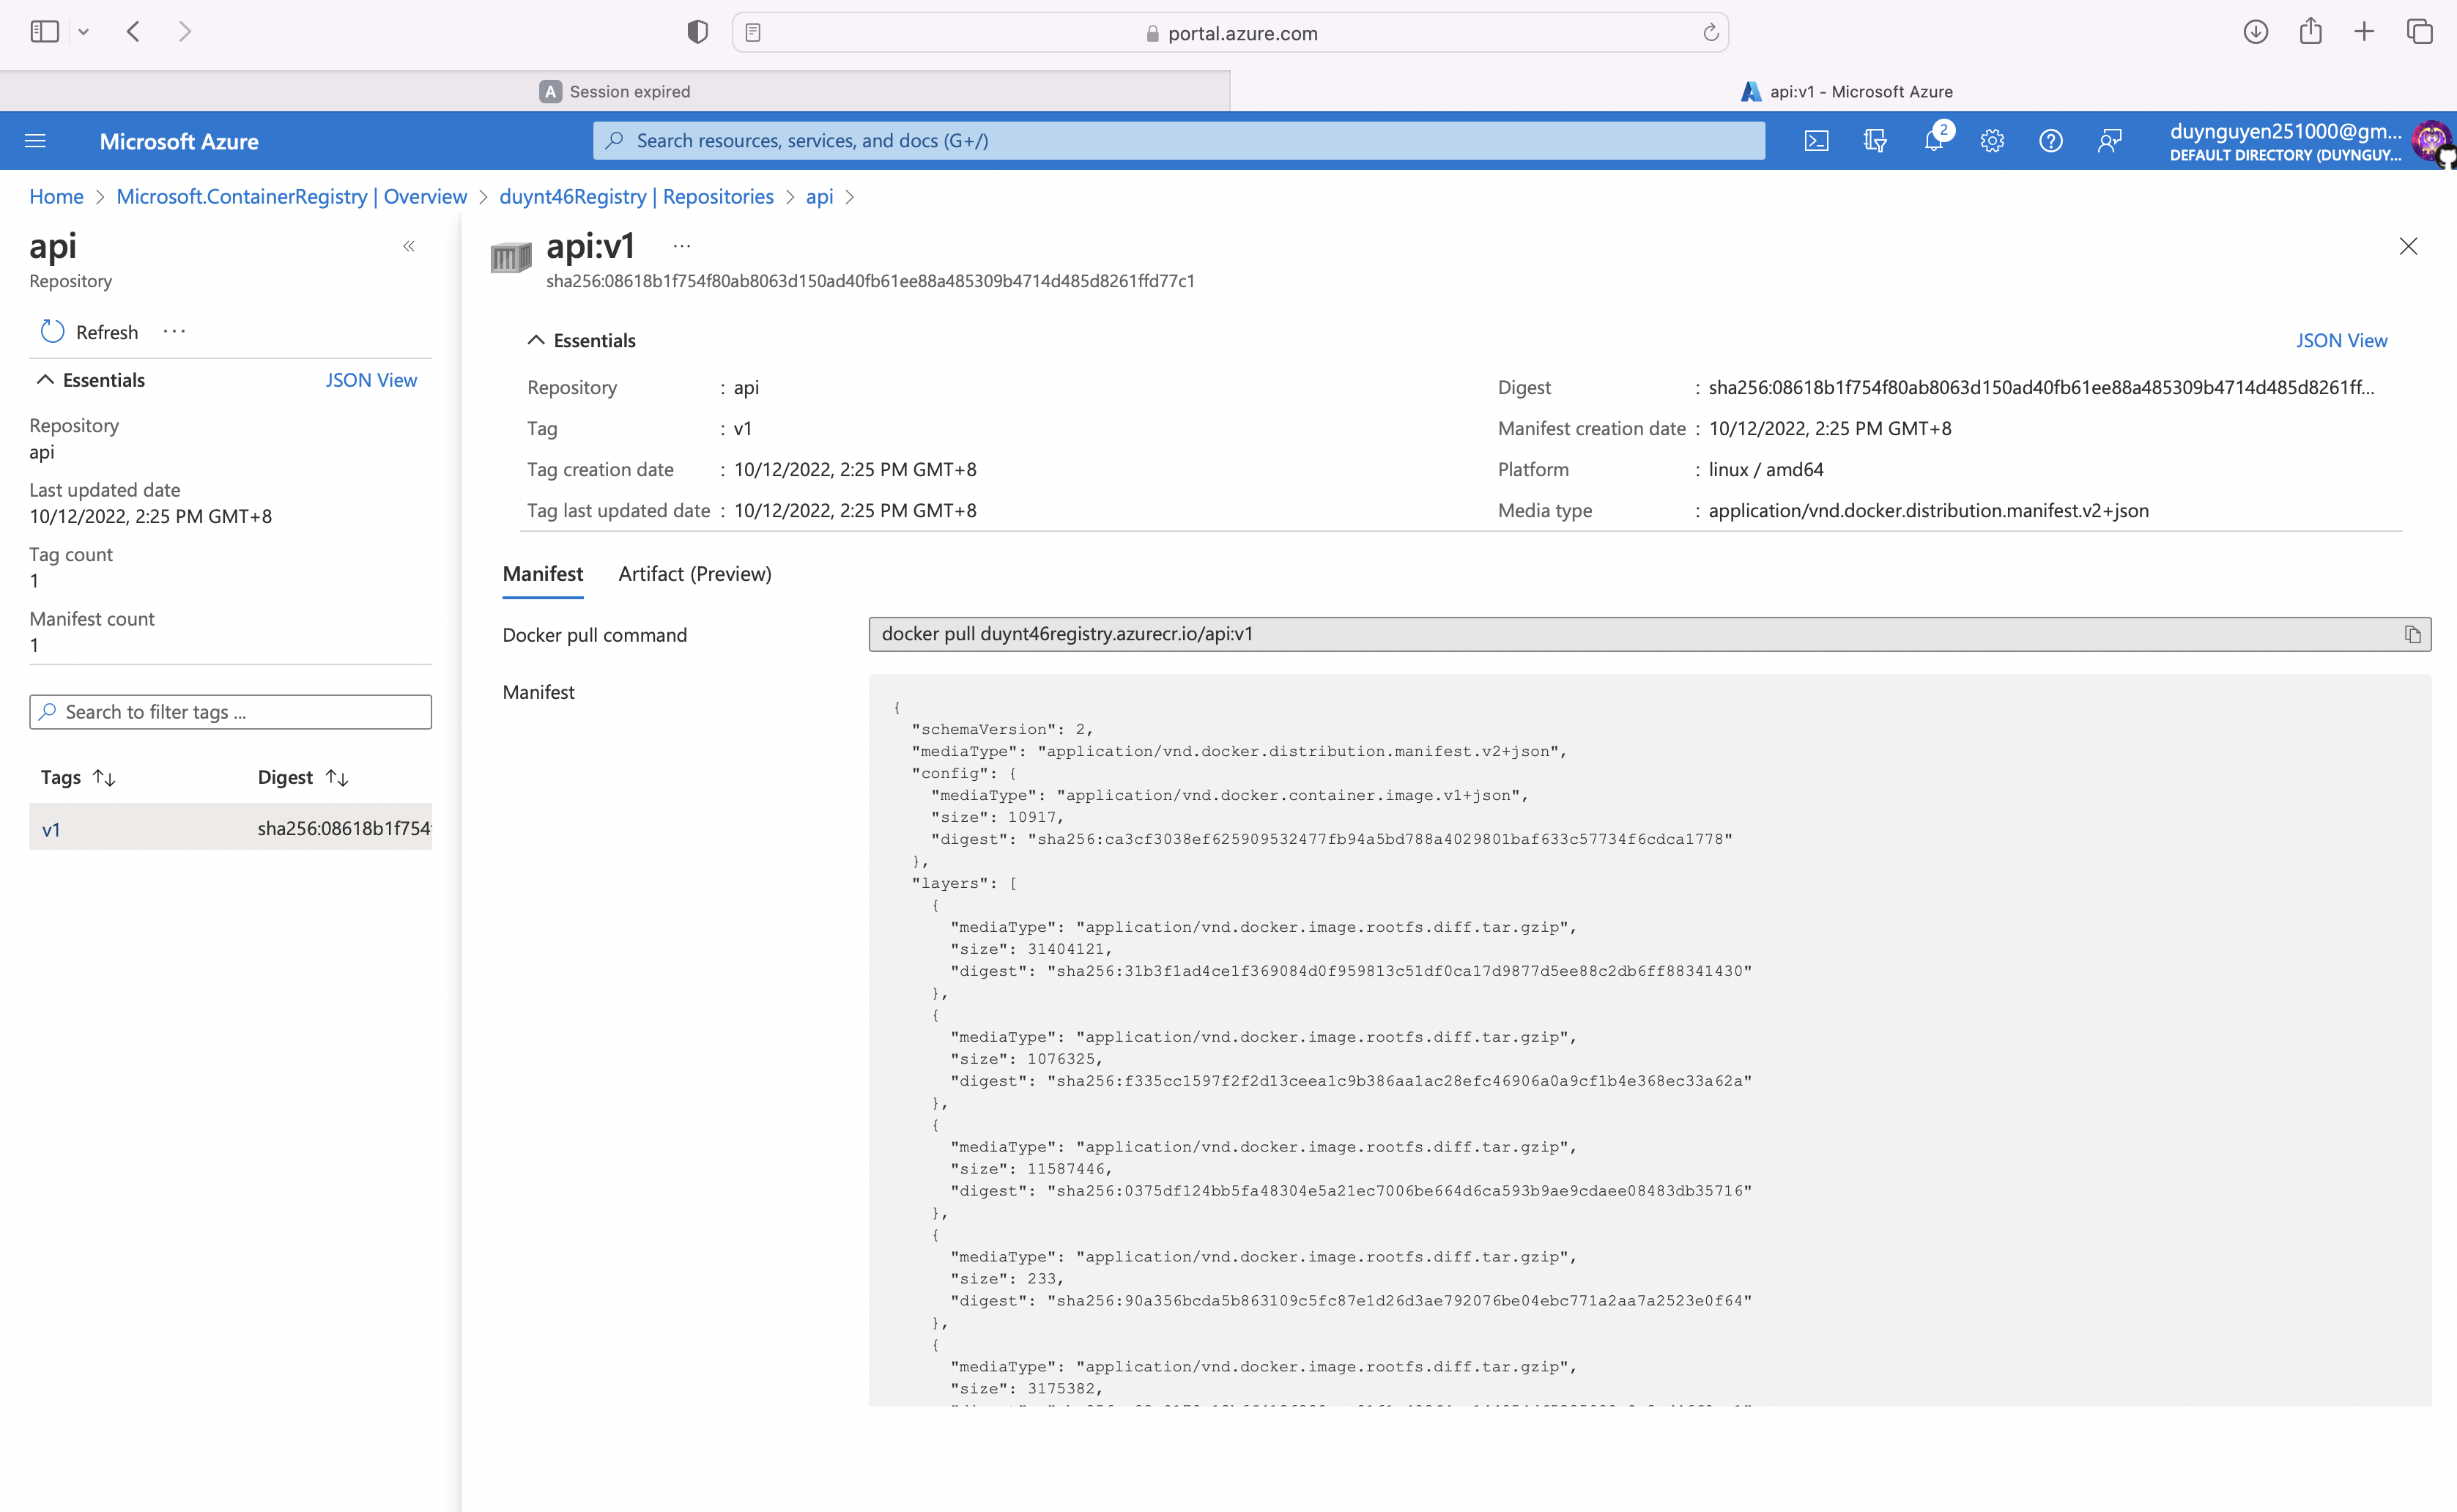 portal.azure.com
A Session expired
api:v1 - Microsoft Azure
Microsoft Azure
Search resources, services, and docs (G+/)
2
duynguyen251000@gm...
DEFAULT DIRECTORY (DUYNGUY...
Home > Microsoft.ContainerRegistry | Overview > duynt46Registry | Repositories > api >
api
Repository
Refresh ...
Essentials JSON View
Repository
api
Last updated date
10/12/2022, 2:25 PM GMT+8
Tag count
1
Manifest count
1
Search to filter tags ...
Tags Digest
v1 sha256:08618b1f754
api:v1 ...
sha256:08618b1f754f80ab8063d150ad40fb61ee88a485309b4714d485d8261ffd77c1
Essentials JSON View
Repository : api
Tag : v1
Tag creation date : 10/12/2022, 2:25 PM GMT+8
Tag last updated date : 10/12/2022, 2:25 PM GMT+8
Digest : sha256:08618b1f754f80ab8063d150ad40fb61ee88a485309b4714d485d8261ff...
Manifest creation date : 10/12/2022, 2:25 PM GMT+8
Platform : linux / amd64
Media type : application/vnd.docker.distribution.manifest.v2+json
Manifest Artifact (Preview)
Docker pull command docker pull duynt46registry.azurecr.io/api:v1
Manifest
{
"schemaVersion": 2,
"mediaType": "application/vnd.docker.distribution.manifest.v2+json",
"config": {
"mediaType": "application/vnd.docker.container.image.v1+json",
"size": 10917,
"digest": "sha256:ca3cf3038ef625909532477fb94a5bd788a4029801baf633c57734f6cdca1778"
},
"layers": [
{
"mediaType": "application/vnd.docker.image.rootfs.diff.tar.gzip",
"size": 31404121,
"digest": "sha256:31b3f1ad4ce1f369084d0f959813c51df0ca17d9877d5ee88c2db6ff88341430"
},
{
"mediaType": "application/vnd.docker.image.rootfs.diff.tar.gzip",
"size": 1076325,
"digest": "sha256:f335cc1597f2f2d13ceea1c9b386aa1ac28efc46906a0a9cf1b4e368ec33a62a"
},
{
"mediaType": "application/vnd.docker.image.rootfs.diff.tar.gzip",
"size": 11587446,
"digest": "sha256:0375df124bb5fa48304e5a21ec7006be664d6ca593b9ae9cdaee08483db35716"
},
{
"mediaType": "application/vnd.docker.image.rootfs.diff.tar.gzip",
"size": 233,
"digest": "sha256:90a356bcda5b863109c5fc87e1d26d3ae792076be04ebc771a2aa7a2523e0f64"
},
{
"mediaType": "application/vnd.docker.image.rootfs.diff.tar.gzip",
"size": 3175382,